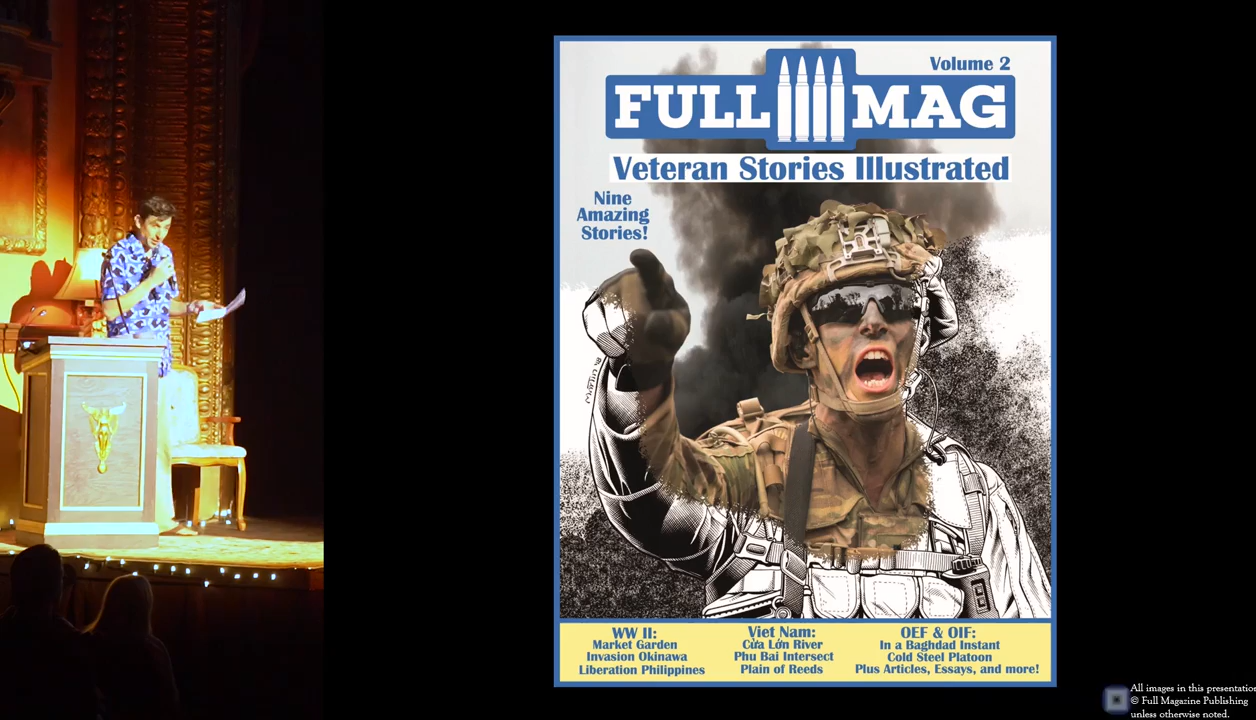 Volume 2
FULL MAG
Veteran Stories Illustrated
Nine
Amazing
Stories!
WW II:
Market Garden
Invasion Okinawa
Liberation Philippines
Viet Nam:
Cửa Lớn River
Phu Bai Intersect
Plain of Reeds
OEF & OIF:
In a Baghdad Instant
Cold Steel Platoon
Plus Articles, Essays, and more!
All images in this presentation
© Full Magazine Publishing
unless otherwise noted.